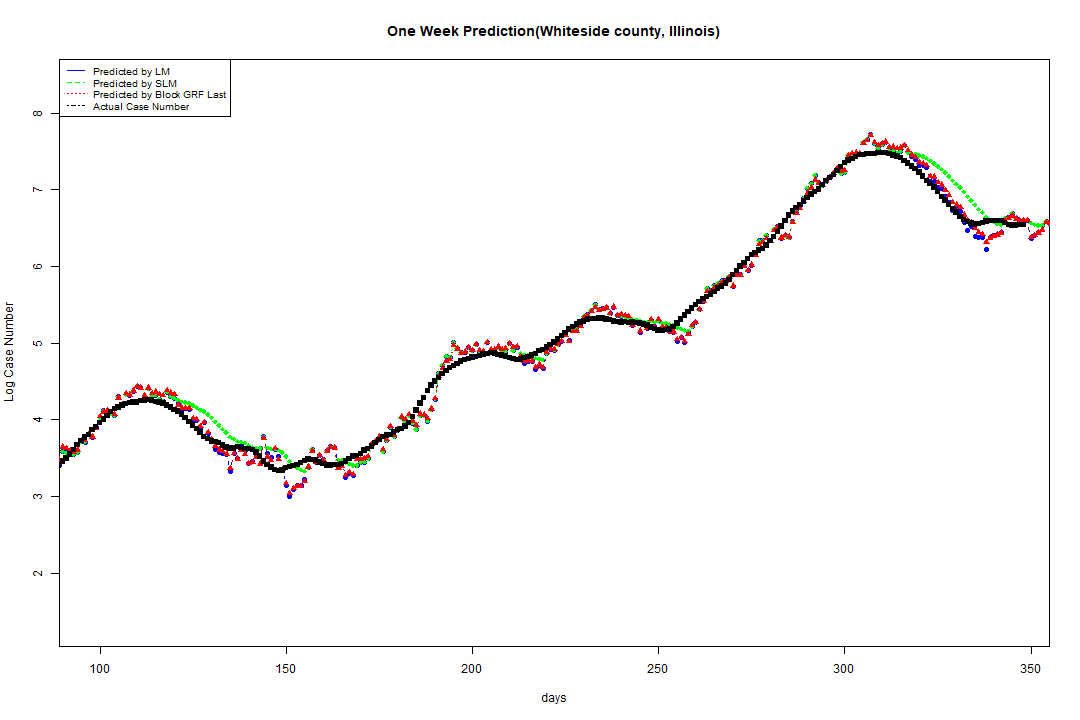 One Week Prediction(Whiteside county, Illinois)
Predicted by LM
Predicted by SLM
Predicted by Block GRF Last
Actual Case Number
8
7
6
5
4
3
2
Log Case Number
100 150 200 250 300 350
days